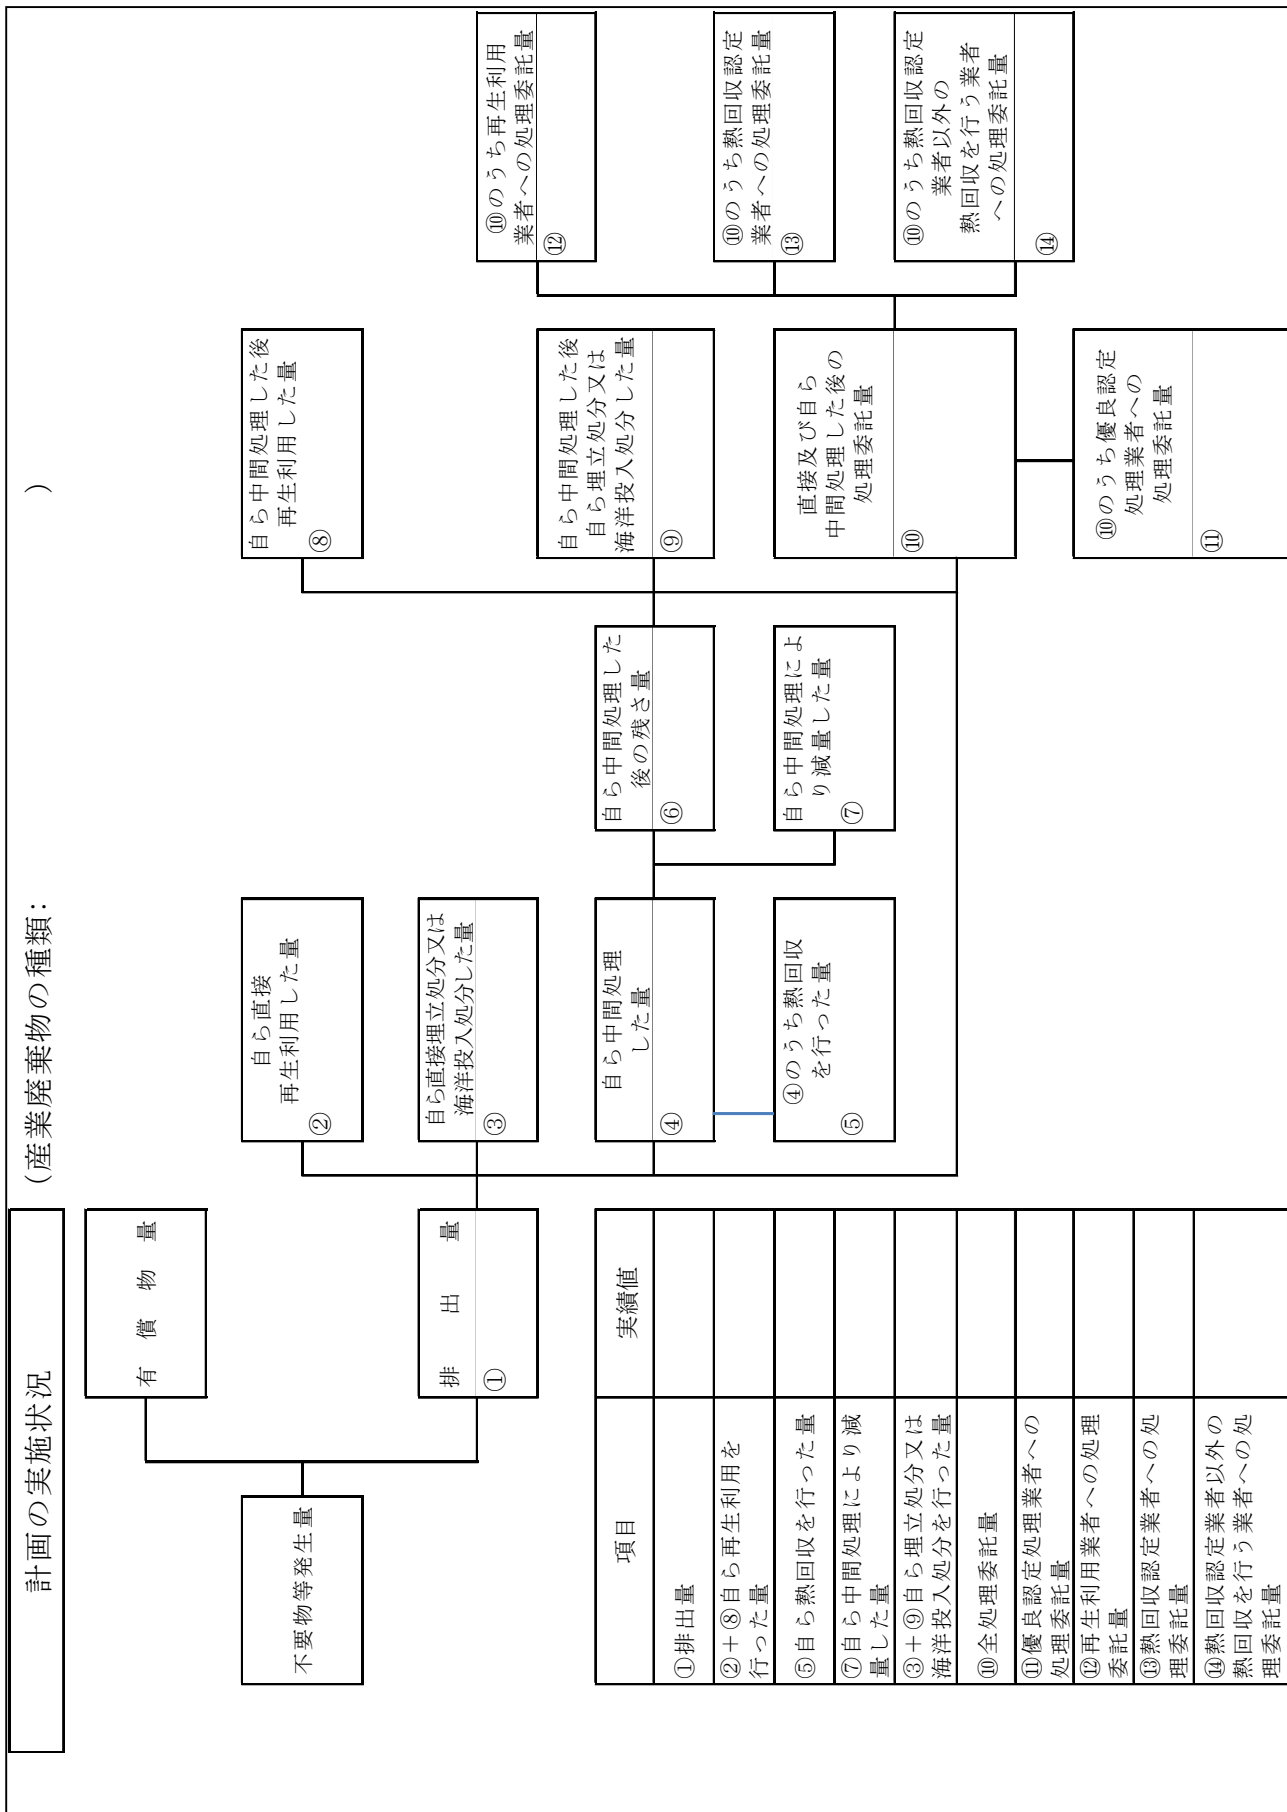 計画の実施状況
(産業廃棄物の種類:
)
不要物等発生量
有償物量
排出量
①
自ら直接
再生利用した量
②
自ら直接埋立処分又は
海洋投入処分した量
③
自ら中間処理
した量
④
④のうち熱回収
を行った量
⑤
自ら中間処理した
後の残さ量
⑥
自ら中間処理によ
り減量した量
⑦
自ら中間処理した後
再生利用した量
⑧
自ら中間処理した後
自ら埋立処分又は
海洋投入処分した量
⑨
直接及び自ら
中間処理した後の
処理委託量
⑩
⑩のうち優良認定
処理業者への
処理委託量
⑪
⑩のうち再生利用
業者への処理委託量
⑫
⑩のうち熱回収認定
業者への処理委託量
⑬
⑩のうち熱回収認定
業者以外の
熱回収を行う業者
への処理委託量
⑭
項目
実績値
①排出量
②+⑧自ら再生利用を
行った量
⑤自ら熱回収を行った量
⑦自ら中間処理により減
量した量
③+⑨自ら埋立処分又は
海洋投入処分を行った量
⑩全処理委託量
⑪優良認定処理業者への
処理委託量
⑫再生利用業者への処理
委託量
⑬熱回収認定業者への処
理委託量
⑭熱回収認定業者以外の
熱回収を行う業者への処
理委託量